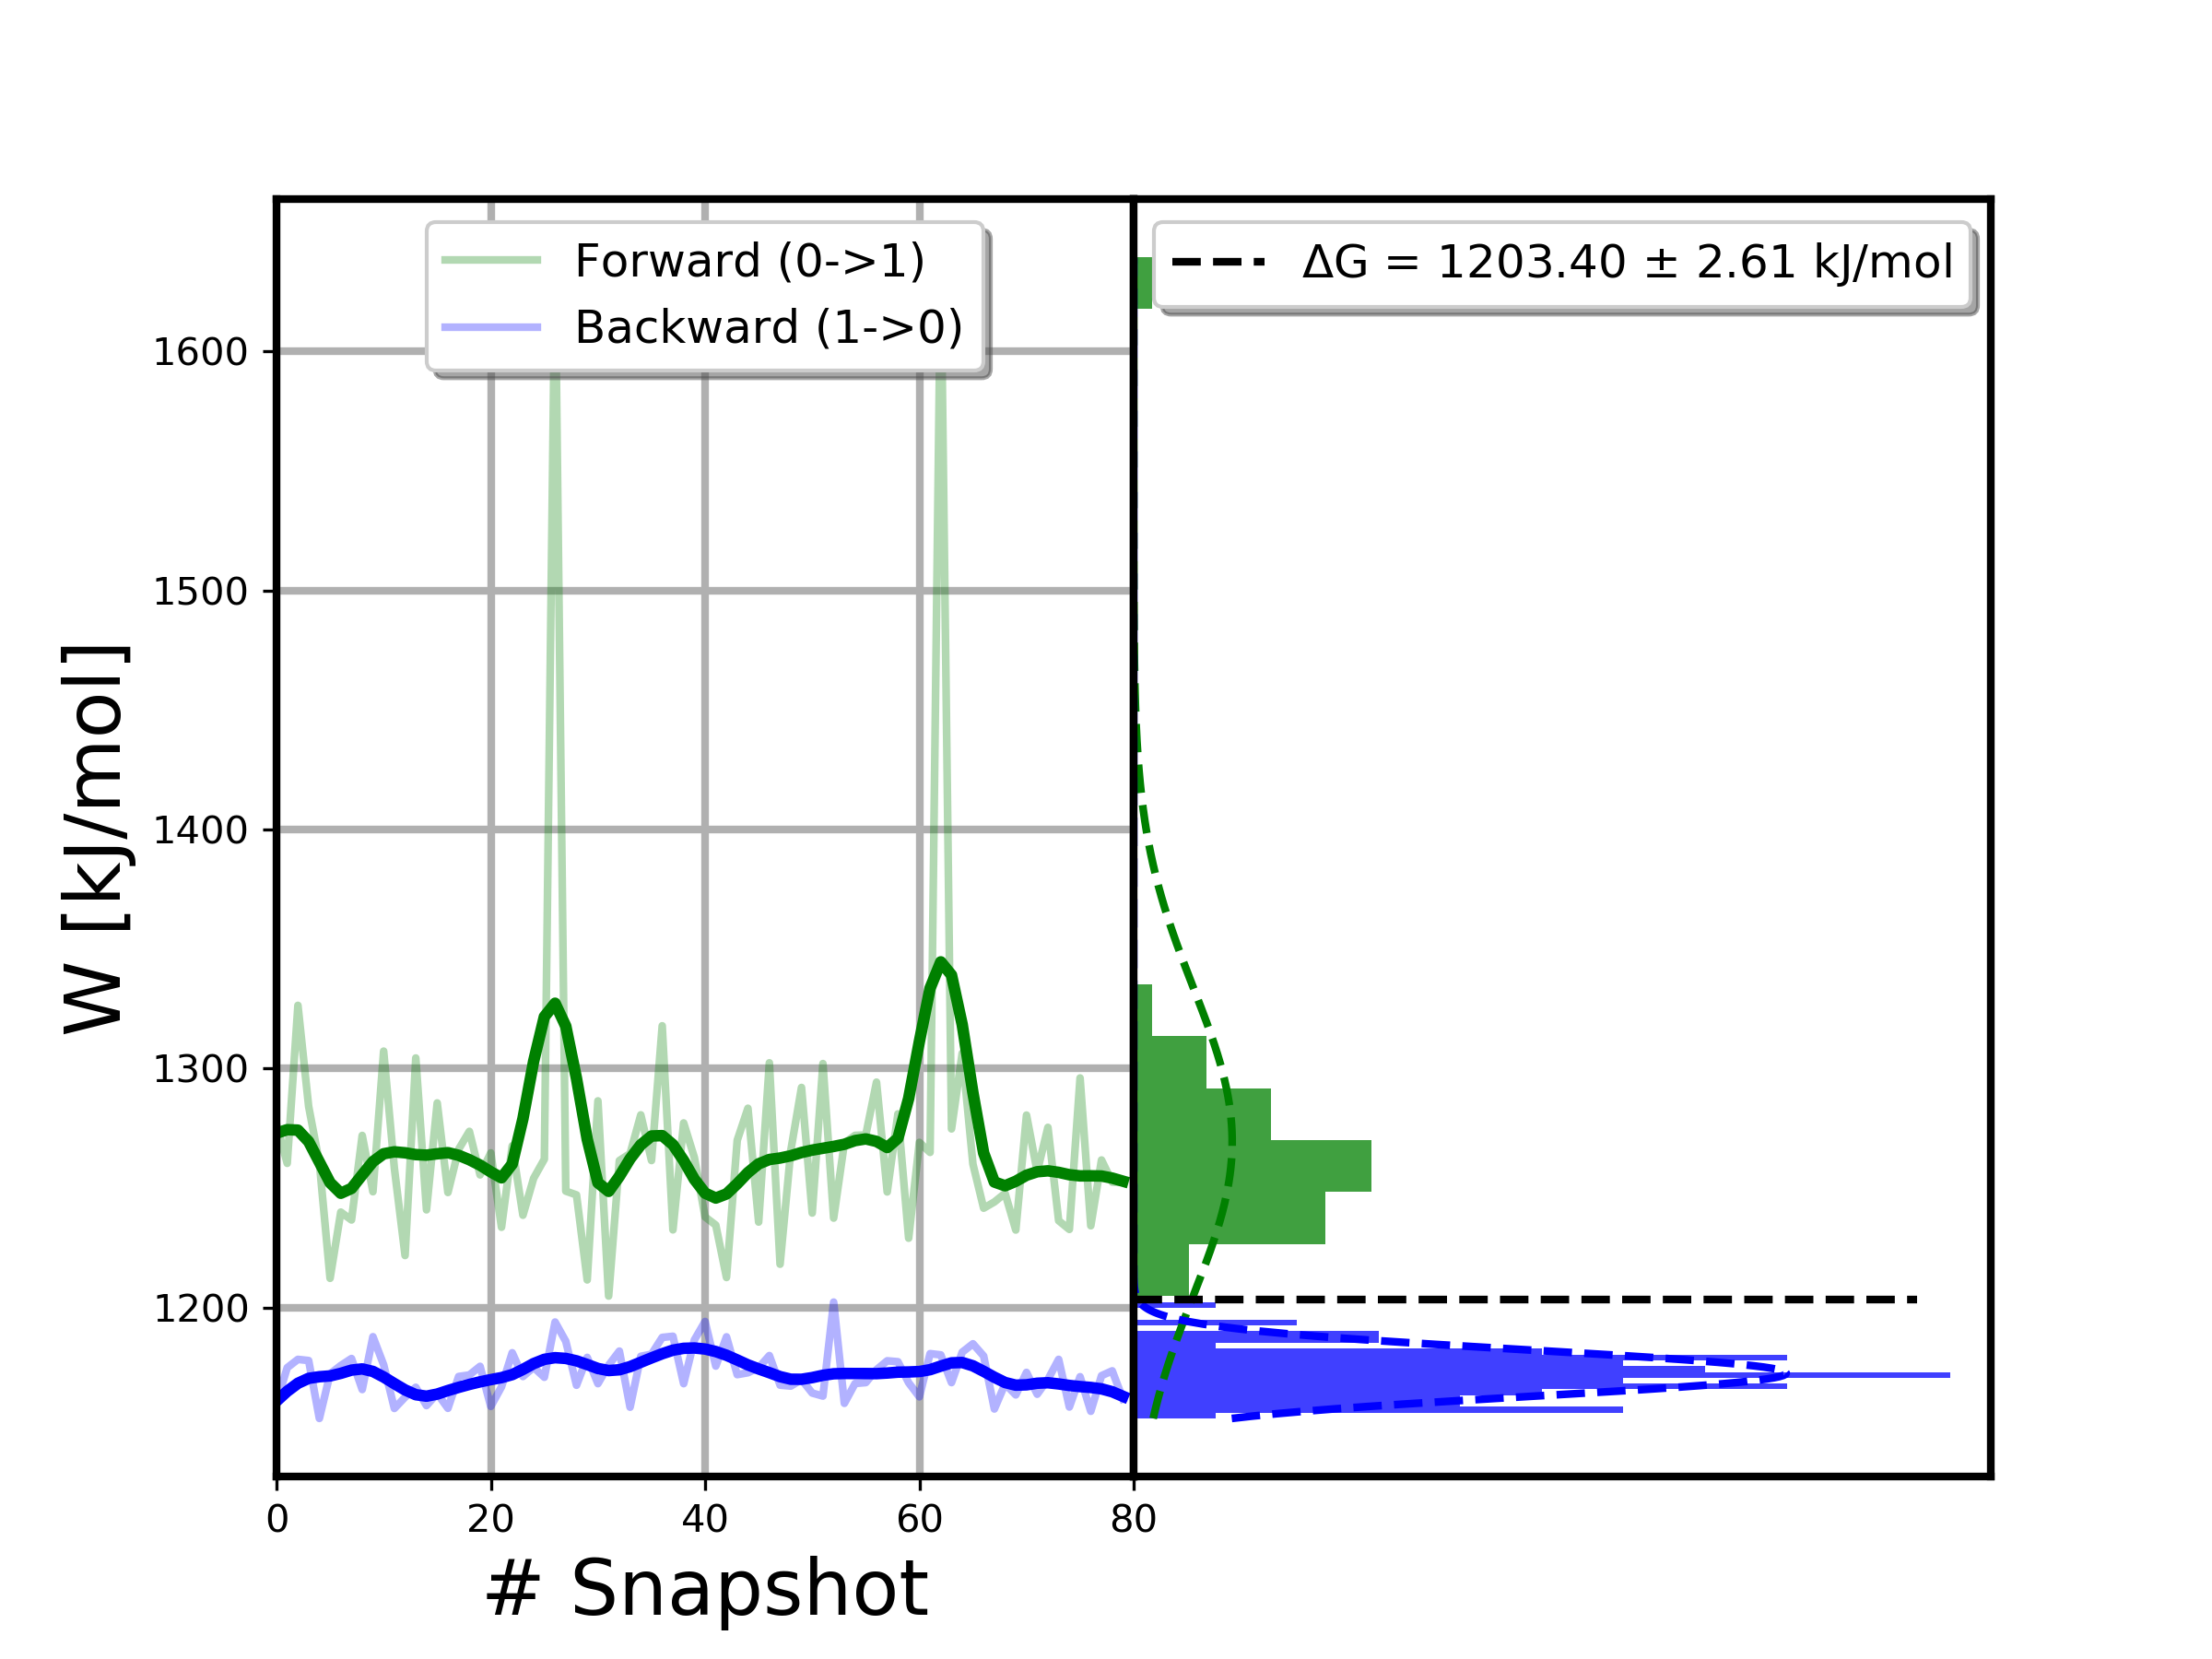 Forward (0->1)
Backward (1->0)
ΔG = 1203.40 ± 2.61 kJ/mol
W [kJ/mol]
1600
1500
1400
1300
1200
0 20 40 60 80
# Snapshot